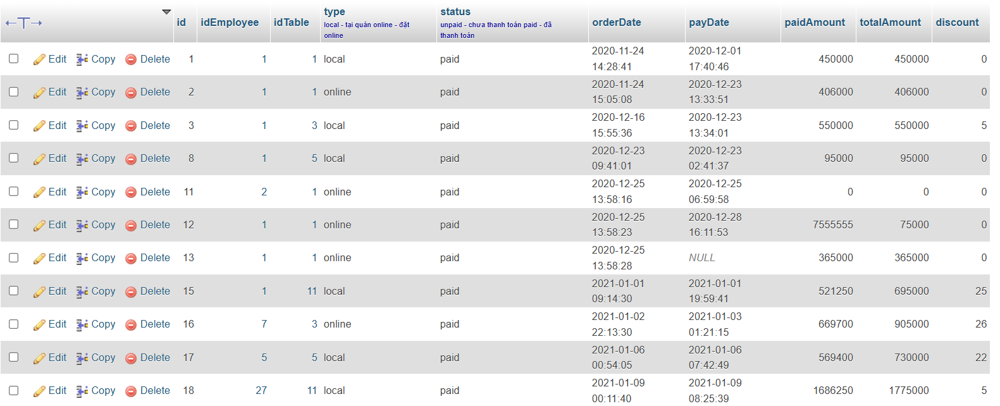 ←T→ id idEmployee idTable type status orderDate payDate paidAmount totalAmount discount
local - tại quán online - đặt online
unpaid - chưa thanh toán paid - đã thanh toán
Edit Copy Delete 1 1 1 local paid 2020-11-24 14:28:41 2020-12-01 17:40:46 450000 450000 0
Edit Copy Delete 2 1 1 online paid 2020-11-24 15:05:08 2020-12-23 13:33:51 406000 406000 0
Edit Copy Delete 3 1 3 local paid 2020-12-16 15:55:36 2020-12-23 13:34:01 550000 550000 5
Edit Copy Delete 8 1 5 local paid 2020-12-23 09:41:01 2020-12-23 02:41:37 95000 95000 0
Edit Copy Delete 11 2 1 online paid 2020-12-25 13:58:16 2020-12-25 06:59:58 0 0 0
Edit Copy Delete 12 1 1 online paid 2020-12-25 13:58:23 2020-12-28 16:11:53 7555555 75000 0
Edit Copy Delete 13 1 1 online paid 2020-12-25 13:58:28 NULL 365000 365000 0
Edit Copy Delete 15 1 11 local paid 2021-01-01 09:14:30 2021-01-01 19:59:41 521250 695000 25
Edit Copy Delete 16 7 3 online paid 2021-01-02 22:13:30 2021-01-03 01:21:15 669700 905000 26
Edit Copy Delete 17 5 5 local paid 2021-01-06 00:54:05 2021-01-06 07:42:49 569400 730000 22
Edit Copy Delete 18 27 11 local paid 2021-01-09 00:11:40 2021-01-09 08:25:39 1686250 1775000 5